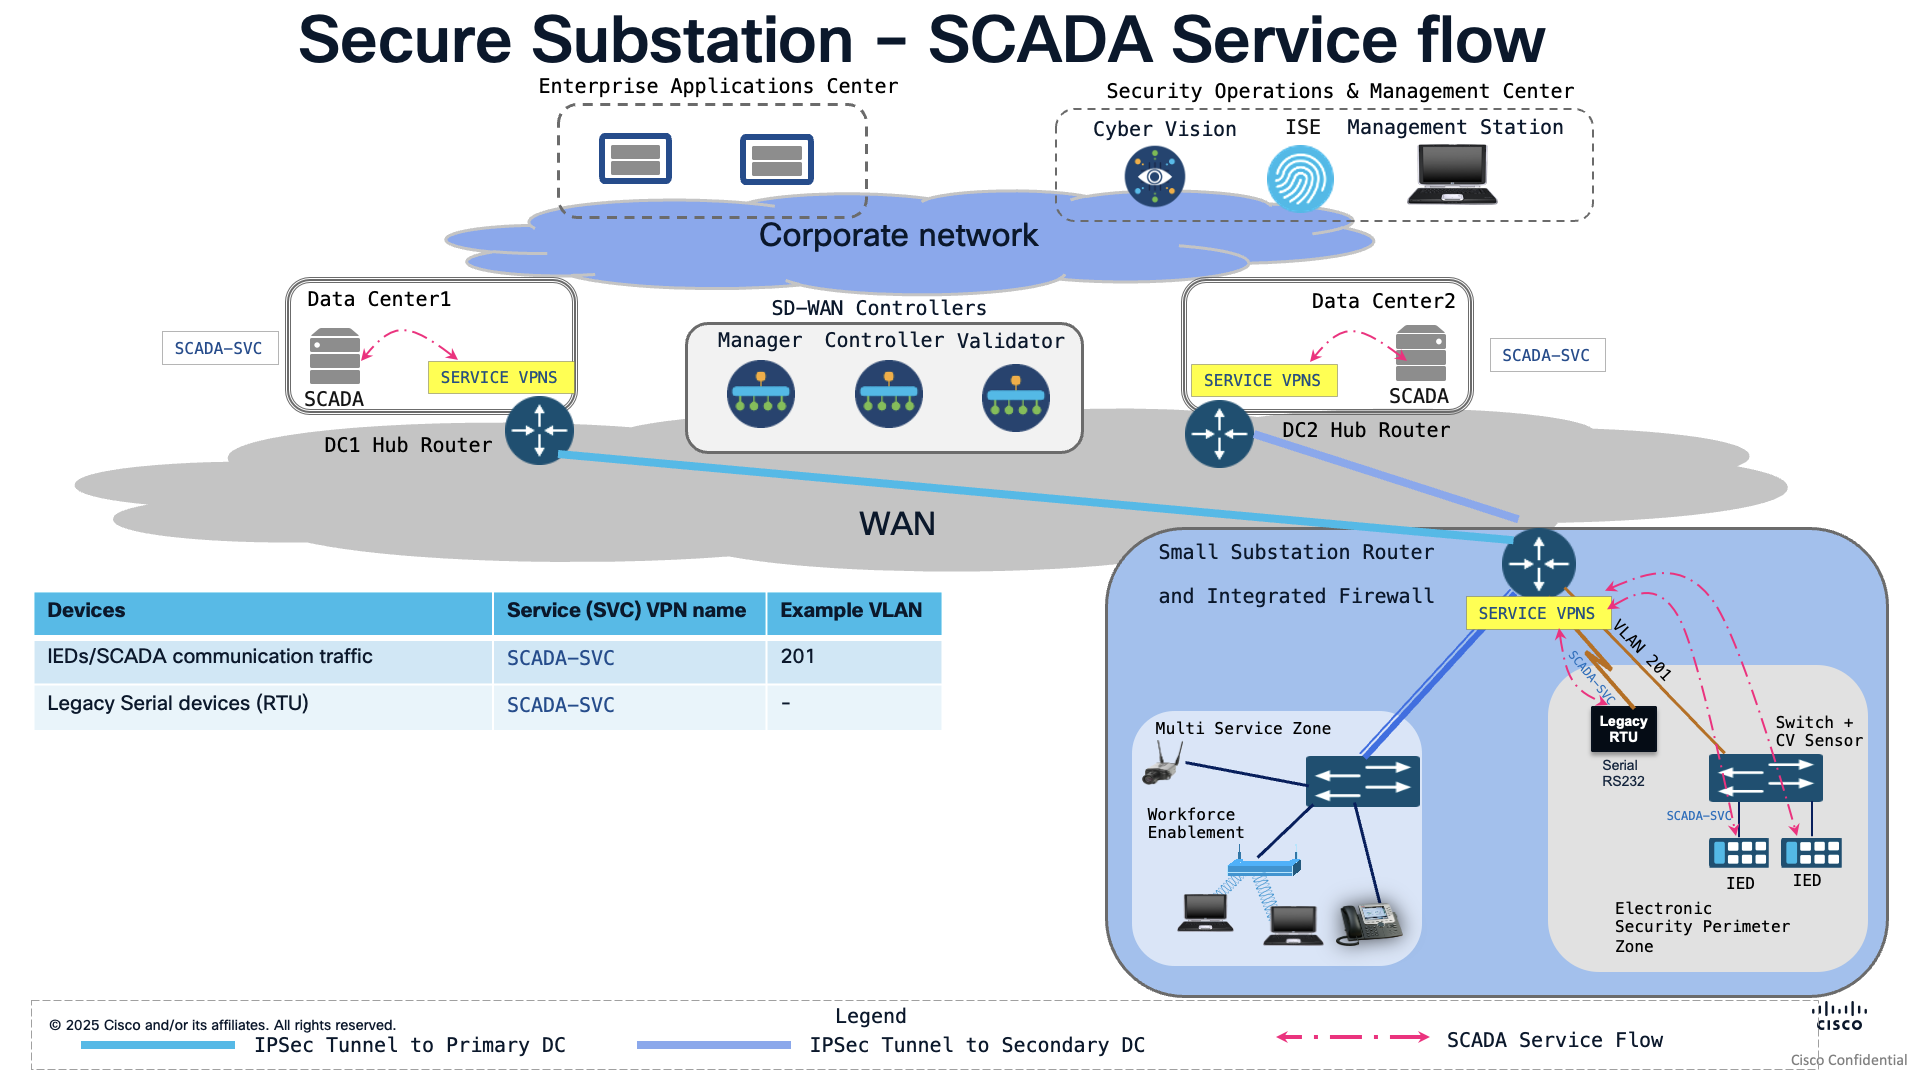 Secure Substation – SCADA Service flow
Enterprise Applications Center
Security Operations & Management Center
Cyber Vision
ISE
Management Station
Corporate network
Data Center1
SCADA-SVC
SERVICE VPNS
SCADA
DC1 Hub Router
SD-WAN Controllers
Manager
Controller
Validator
Data Center2
SCADA-SVC
SERVICE VPNS
SCADA
DC2 Hub Router
WAN
Small Substation Router
and Integrated Firewall
SERVICE VPNS
VLAN 201
SCADA-SVC
Legacy
RTU
Serial
RS232
Switch +
CV Sensor
SCADA-SVC
IED
IED
Electronic
Security Perimeter
Zone
Multi Service Zone
Workforce
Enablement
Devices
Service (SVC) VPN name
Example VLAN
IEDs/SCADA communication traffic
SCADA-SVC
201
Legacy Serial devices (RTU)
SCADA-SVC
-
Legend
© 2025 Cisco and/or its affiliates. All rights reserved.
IPSec Tunnel to Primary DC
IPSec Tunnel to Secondary DC
SCADA Service Flow
CISCO
Cisco Confidential